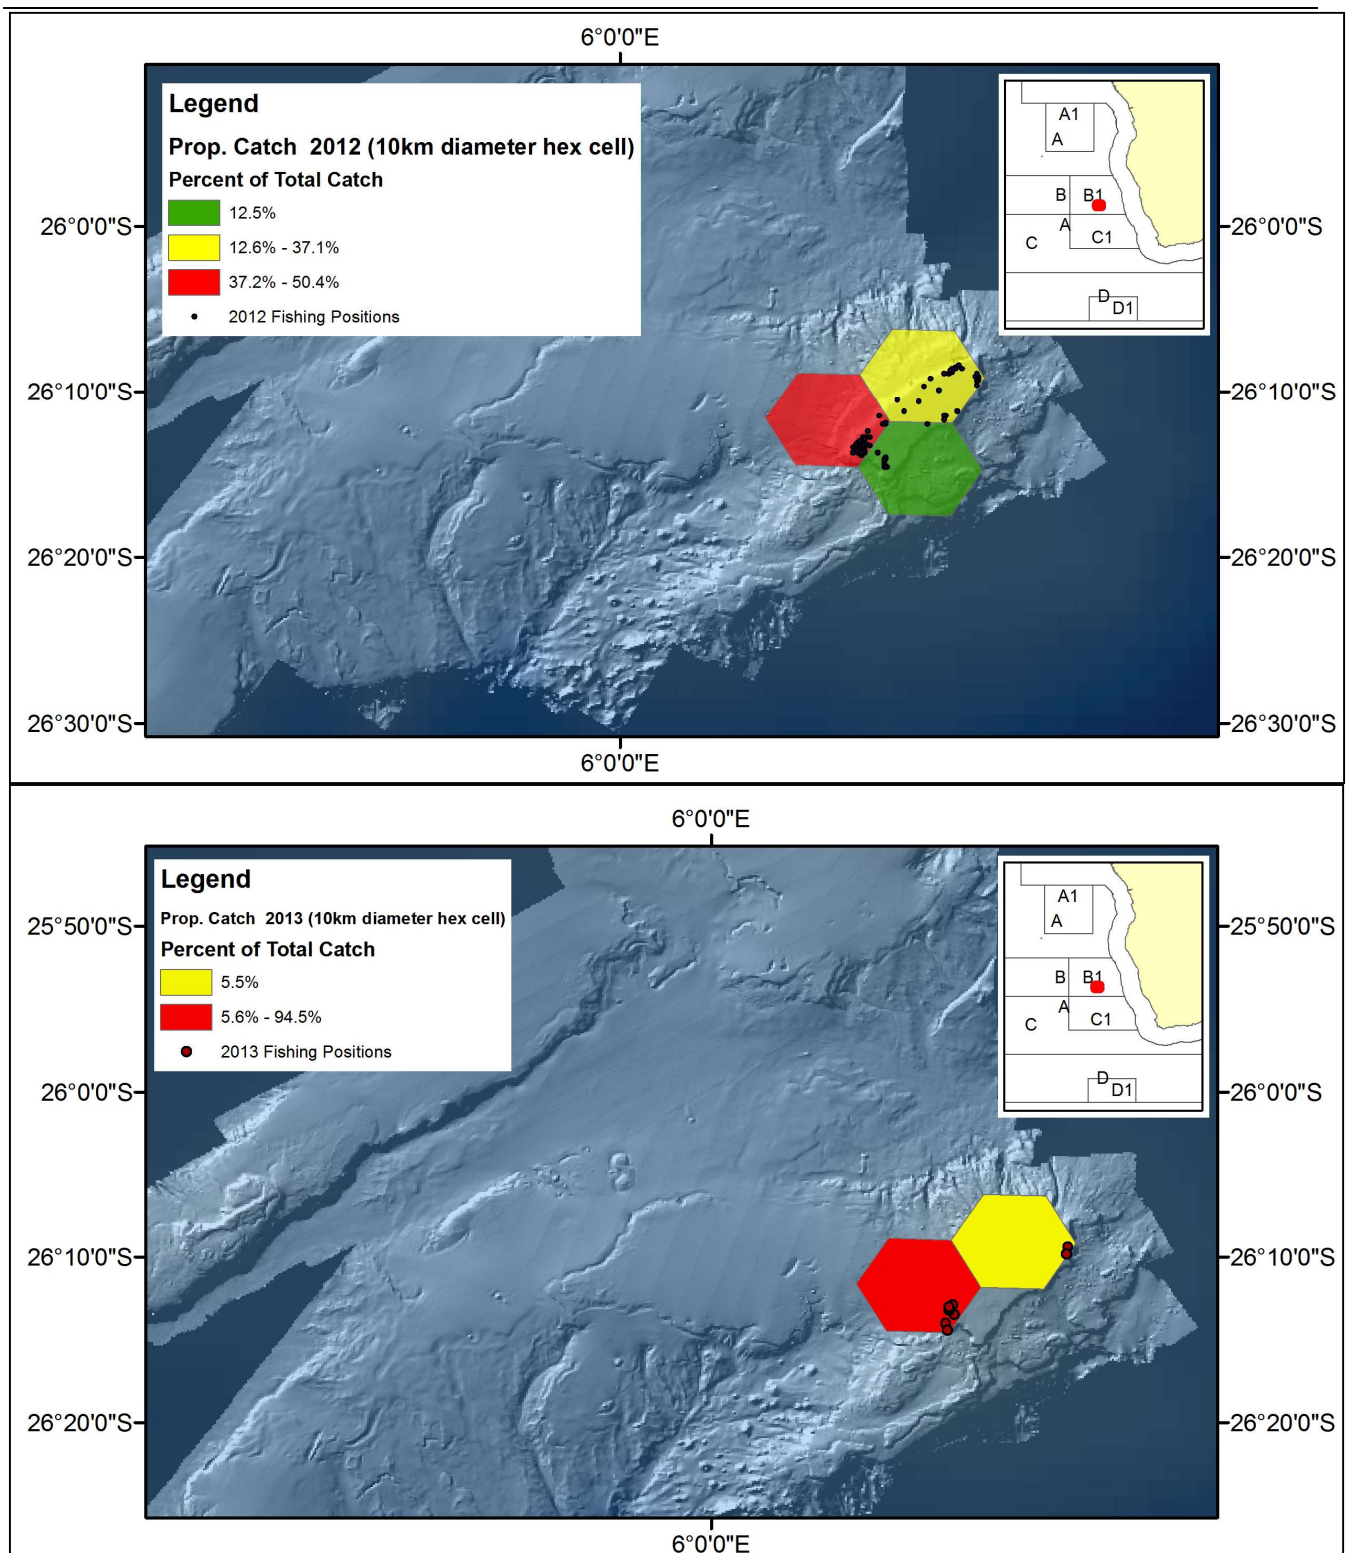 6°0'0"E
Legend
Prop. Catch 2012 (10km diameter hex cell)
Percent of Total Catch
12.5%
12.6% - 37.1%
37.2% - 50.4%
2012 Fishing Positions
A1
A
B
B1
A
C
C1
D
D1
26°0'0"S
26°0'0"S
26°10'0"S
26°10'0"S
26°20'0"S
26°20'0"S
26°30'0"S
26°30'0"S
6°0'0"E
6°0'0"E
Legend
Prop. Catch 2013 (10km diameter hex cell)
Percent of Total Catch
5.5%
5.6% - 94.5%
2013 Fishing Positions
A1
A
B
B1
A
C
C1
D
D1
25°50'0"S
25°50'0"S
26°0'0"S
26°0'0"S
26°10'0"S
26°10'0"S
26°20'0"S
26°20'0"S
6°0'0"E